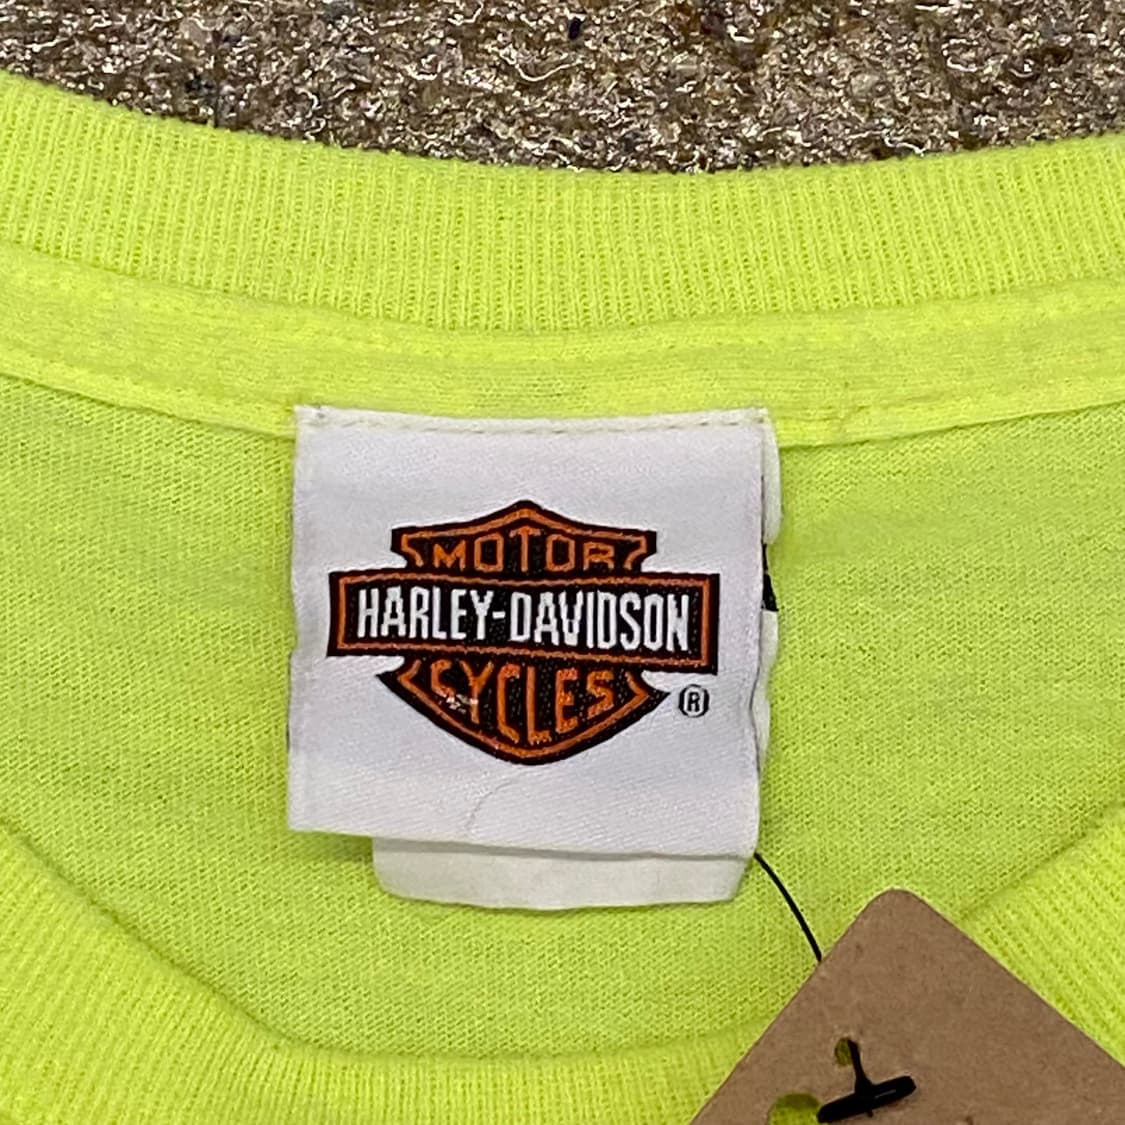 MOTOR
HARLEY-DAVIDSON
CYCLES
®